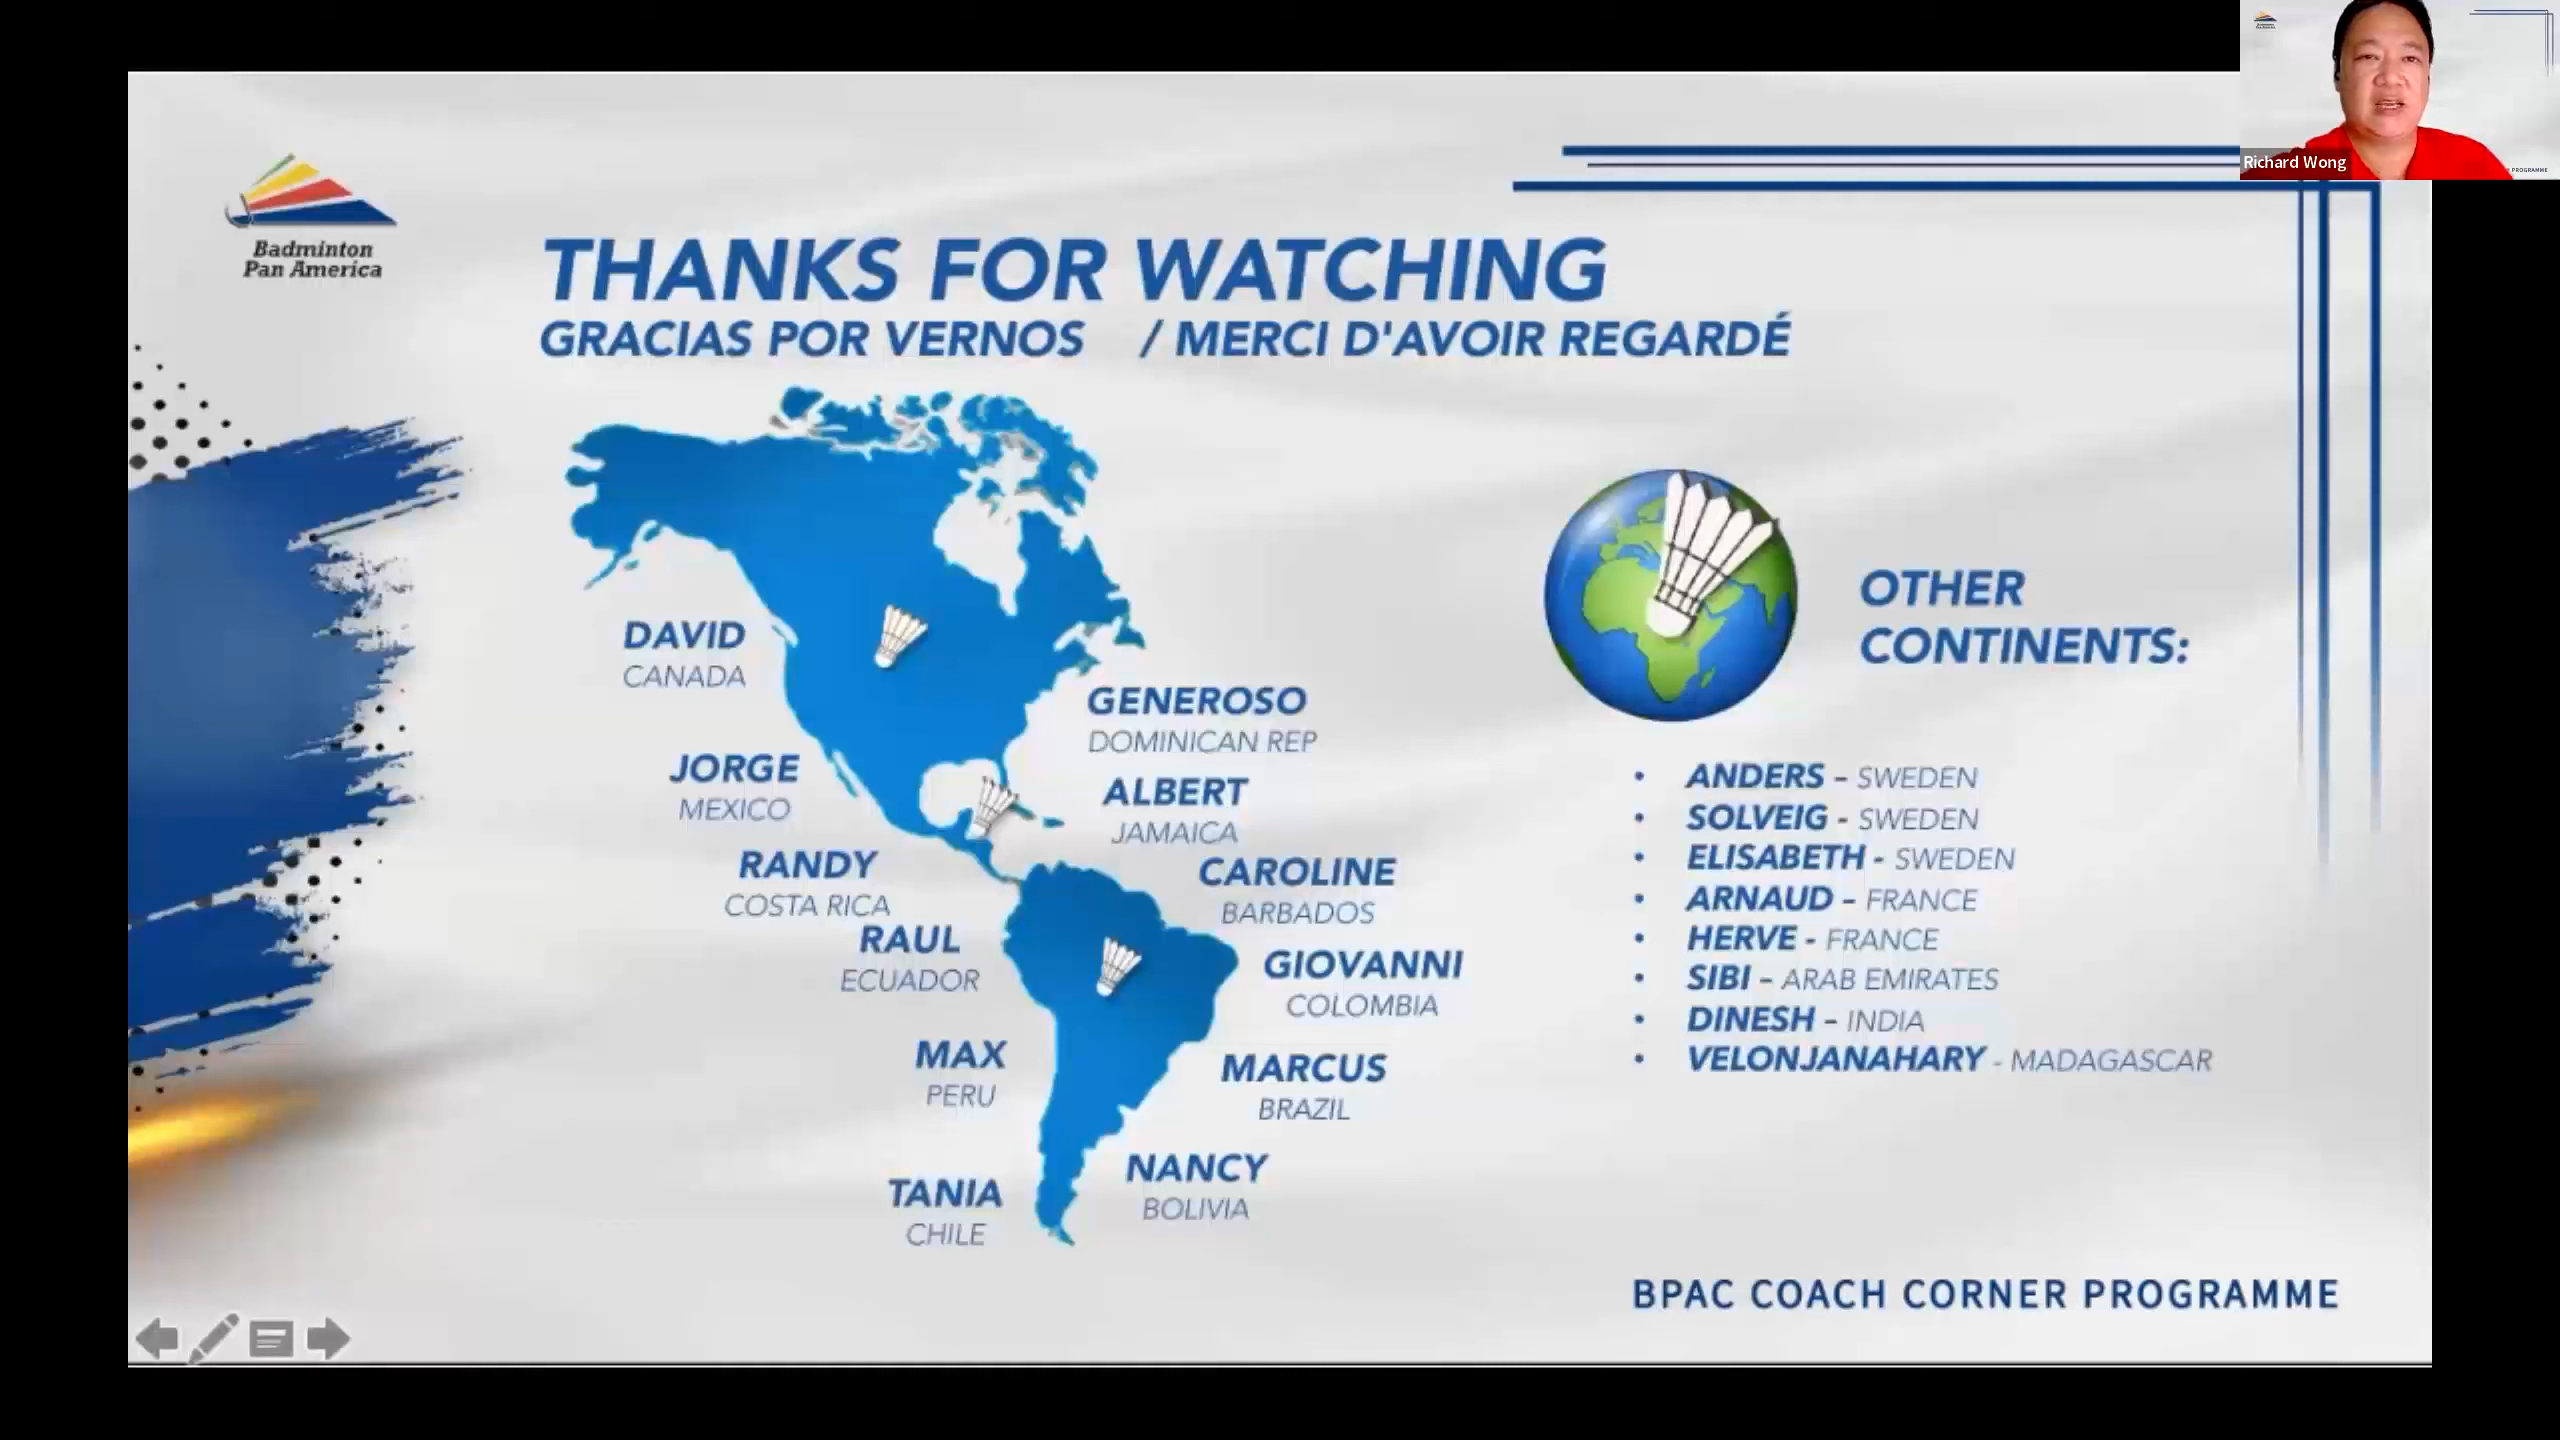 Richard Wong
PROGRAMME
Badminton
Pan America
THANKS FOR WATCHING
GRACIAS POR VERNOS / MERCI D'AVOIR REGARDÉ
DAVID
CANADA
GENEROSO
DOMINICAN REP
JORGE
MEXICO
ALBERT
JAMAICA
RANDY
COSTA RICA
CAROLINE
BARBADOS
RAUL
ECUADOR
GIOVANNI
COLOMBIA
MAX
PERU
MARCUS
BRAZIL
NANCY
BOLIVIA
TANIA
CHILE
OTHER
CONTINENTS:
• ANDERS – SWEDEN
• SOLVEIG - SWEDEN
• ELISABETH - SWEDEN
• ARNAUD – FRANCE
• HERVE - FRANCE
• SIBI – ARAB EMIRATES
• DINESH – INDIA
• VELONJANAHARY - MADAGASCAR
BPAC COACH CORNER PROGRAMME